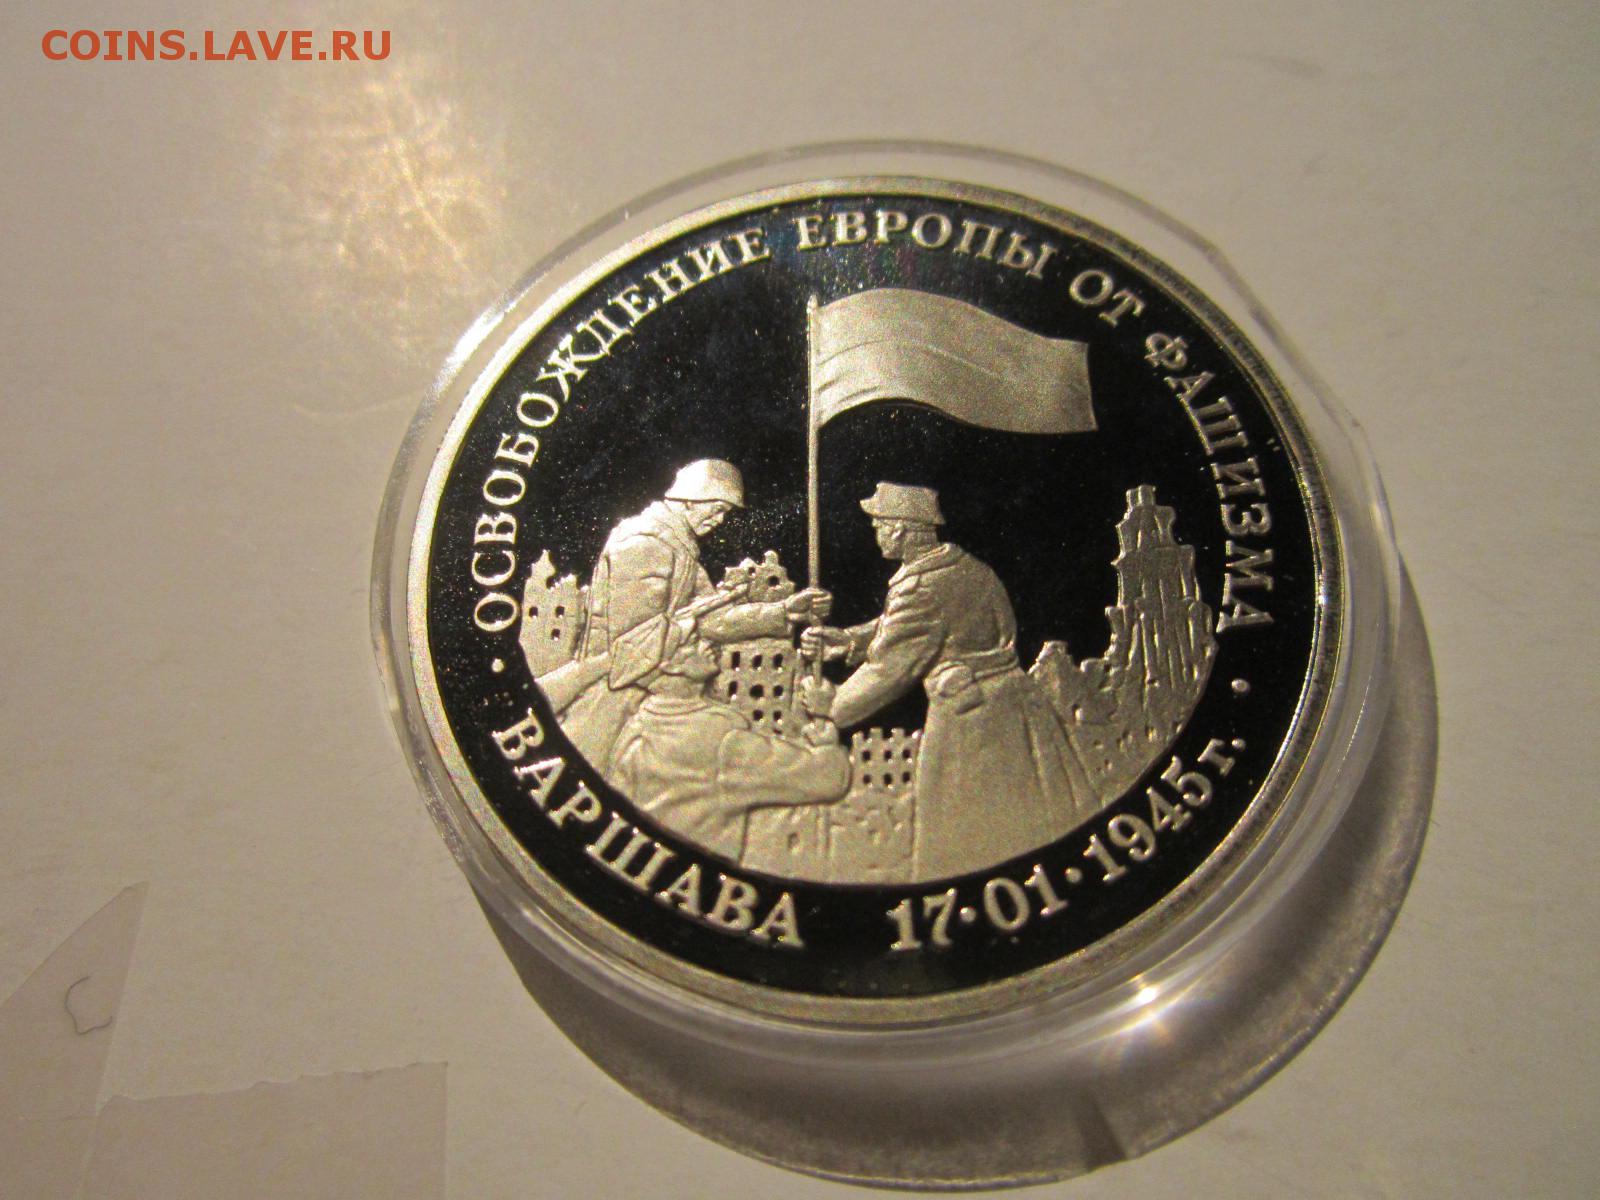 COINS.LAVE.RU
ОСВОБОЖДЕНИЕ ЕВРОПЫ ОТ ФАШИЗМА
• ВАРШАВА 17•01•1945г. •